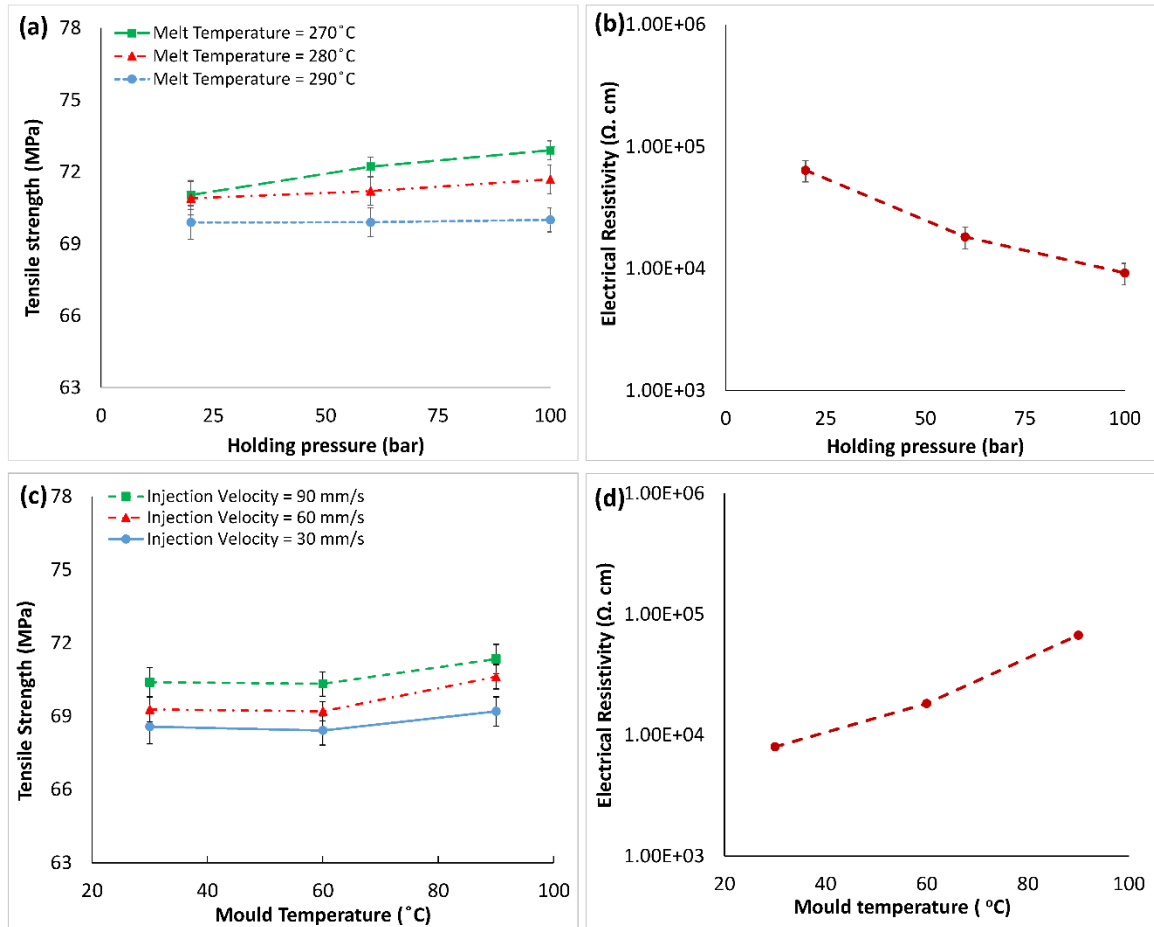 (a)
78
75
72
69
66
63
Tensile strength (MPa)
Melt Temperature = 270˚C
Melt Temperature = 280˚C
Melt Temperature = 290˚C
0
25
50
75
100
Holding pressure (bar)
(b)
1.00E+06
1.00E+05
1.00E+04
1.00E+03
Electrical Resistivity (Ω. cm)
0
25
50
75
100
Holding pressure (bar)
(c)
78
75
72
69
66
63
Tensile Strength (MPa)
Injection Velocity = 90 mm/s
Injection Velocity = 60 mm/s
Injection Velocity = 30 mm/s
20
40
60
80
100
Mould Temperature (˚C)
(d)
1.00E+06
1.00E+05
1.00E+04
1.00E+03
Electrical Resistivity (Ω. cm)
20
40
60
80
100
Mould temperature ( ºC)